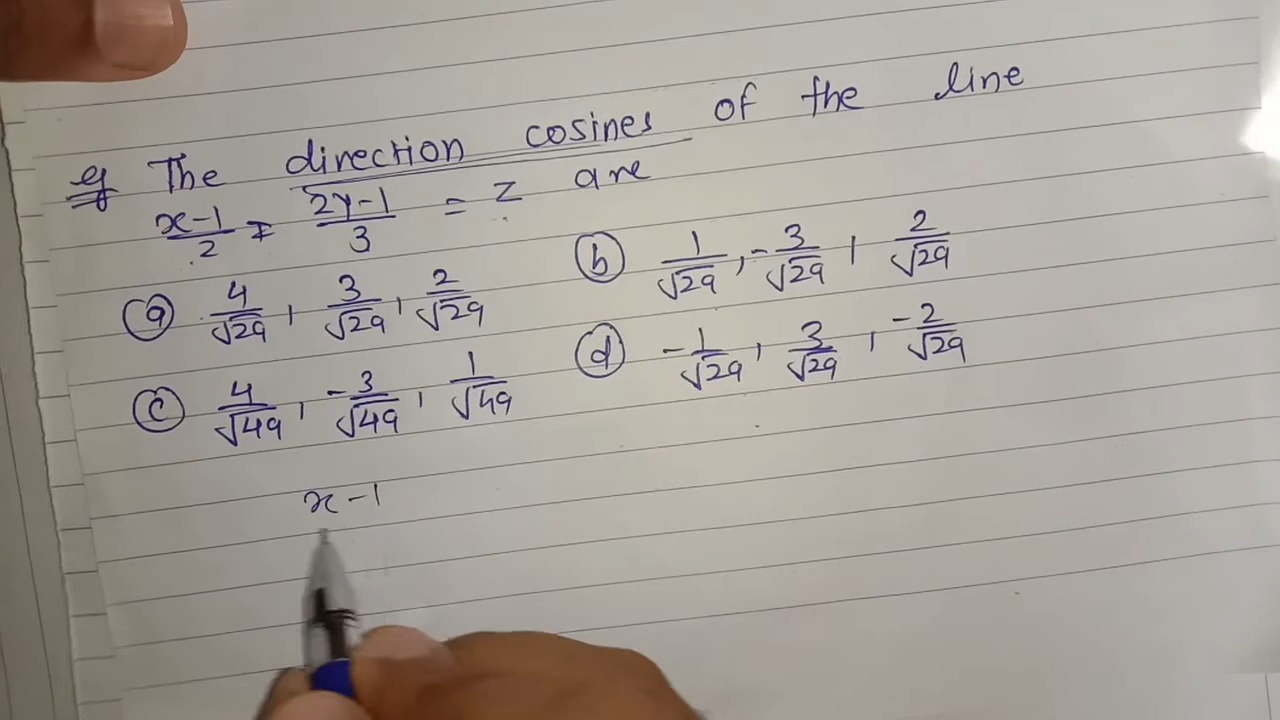 eg The direction cosines of the line
x-1/2 = 2y-1/3 = z are
(a) 4/√29, 3/√29, 2/√29 (b) 1/√29, -3/√29, 2/√29
(c) 4/√49, -3/√49, 1/√49 (d) -1/√29, 3/√29, -2/√29
x-1